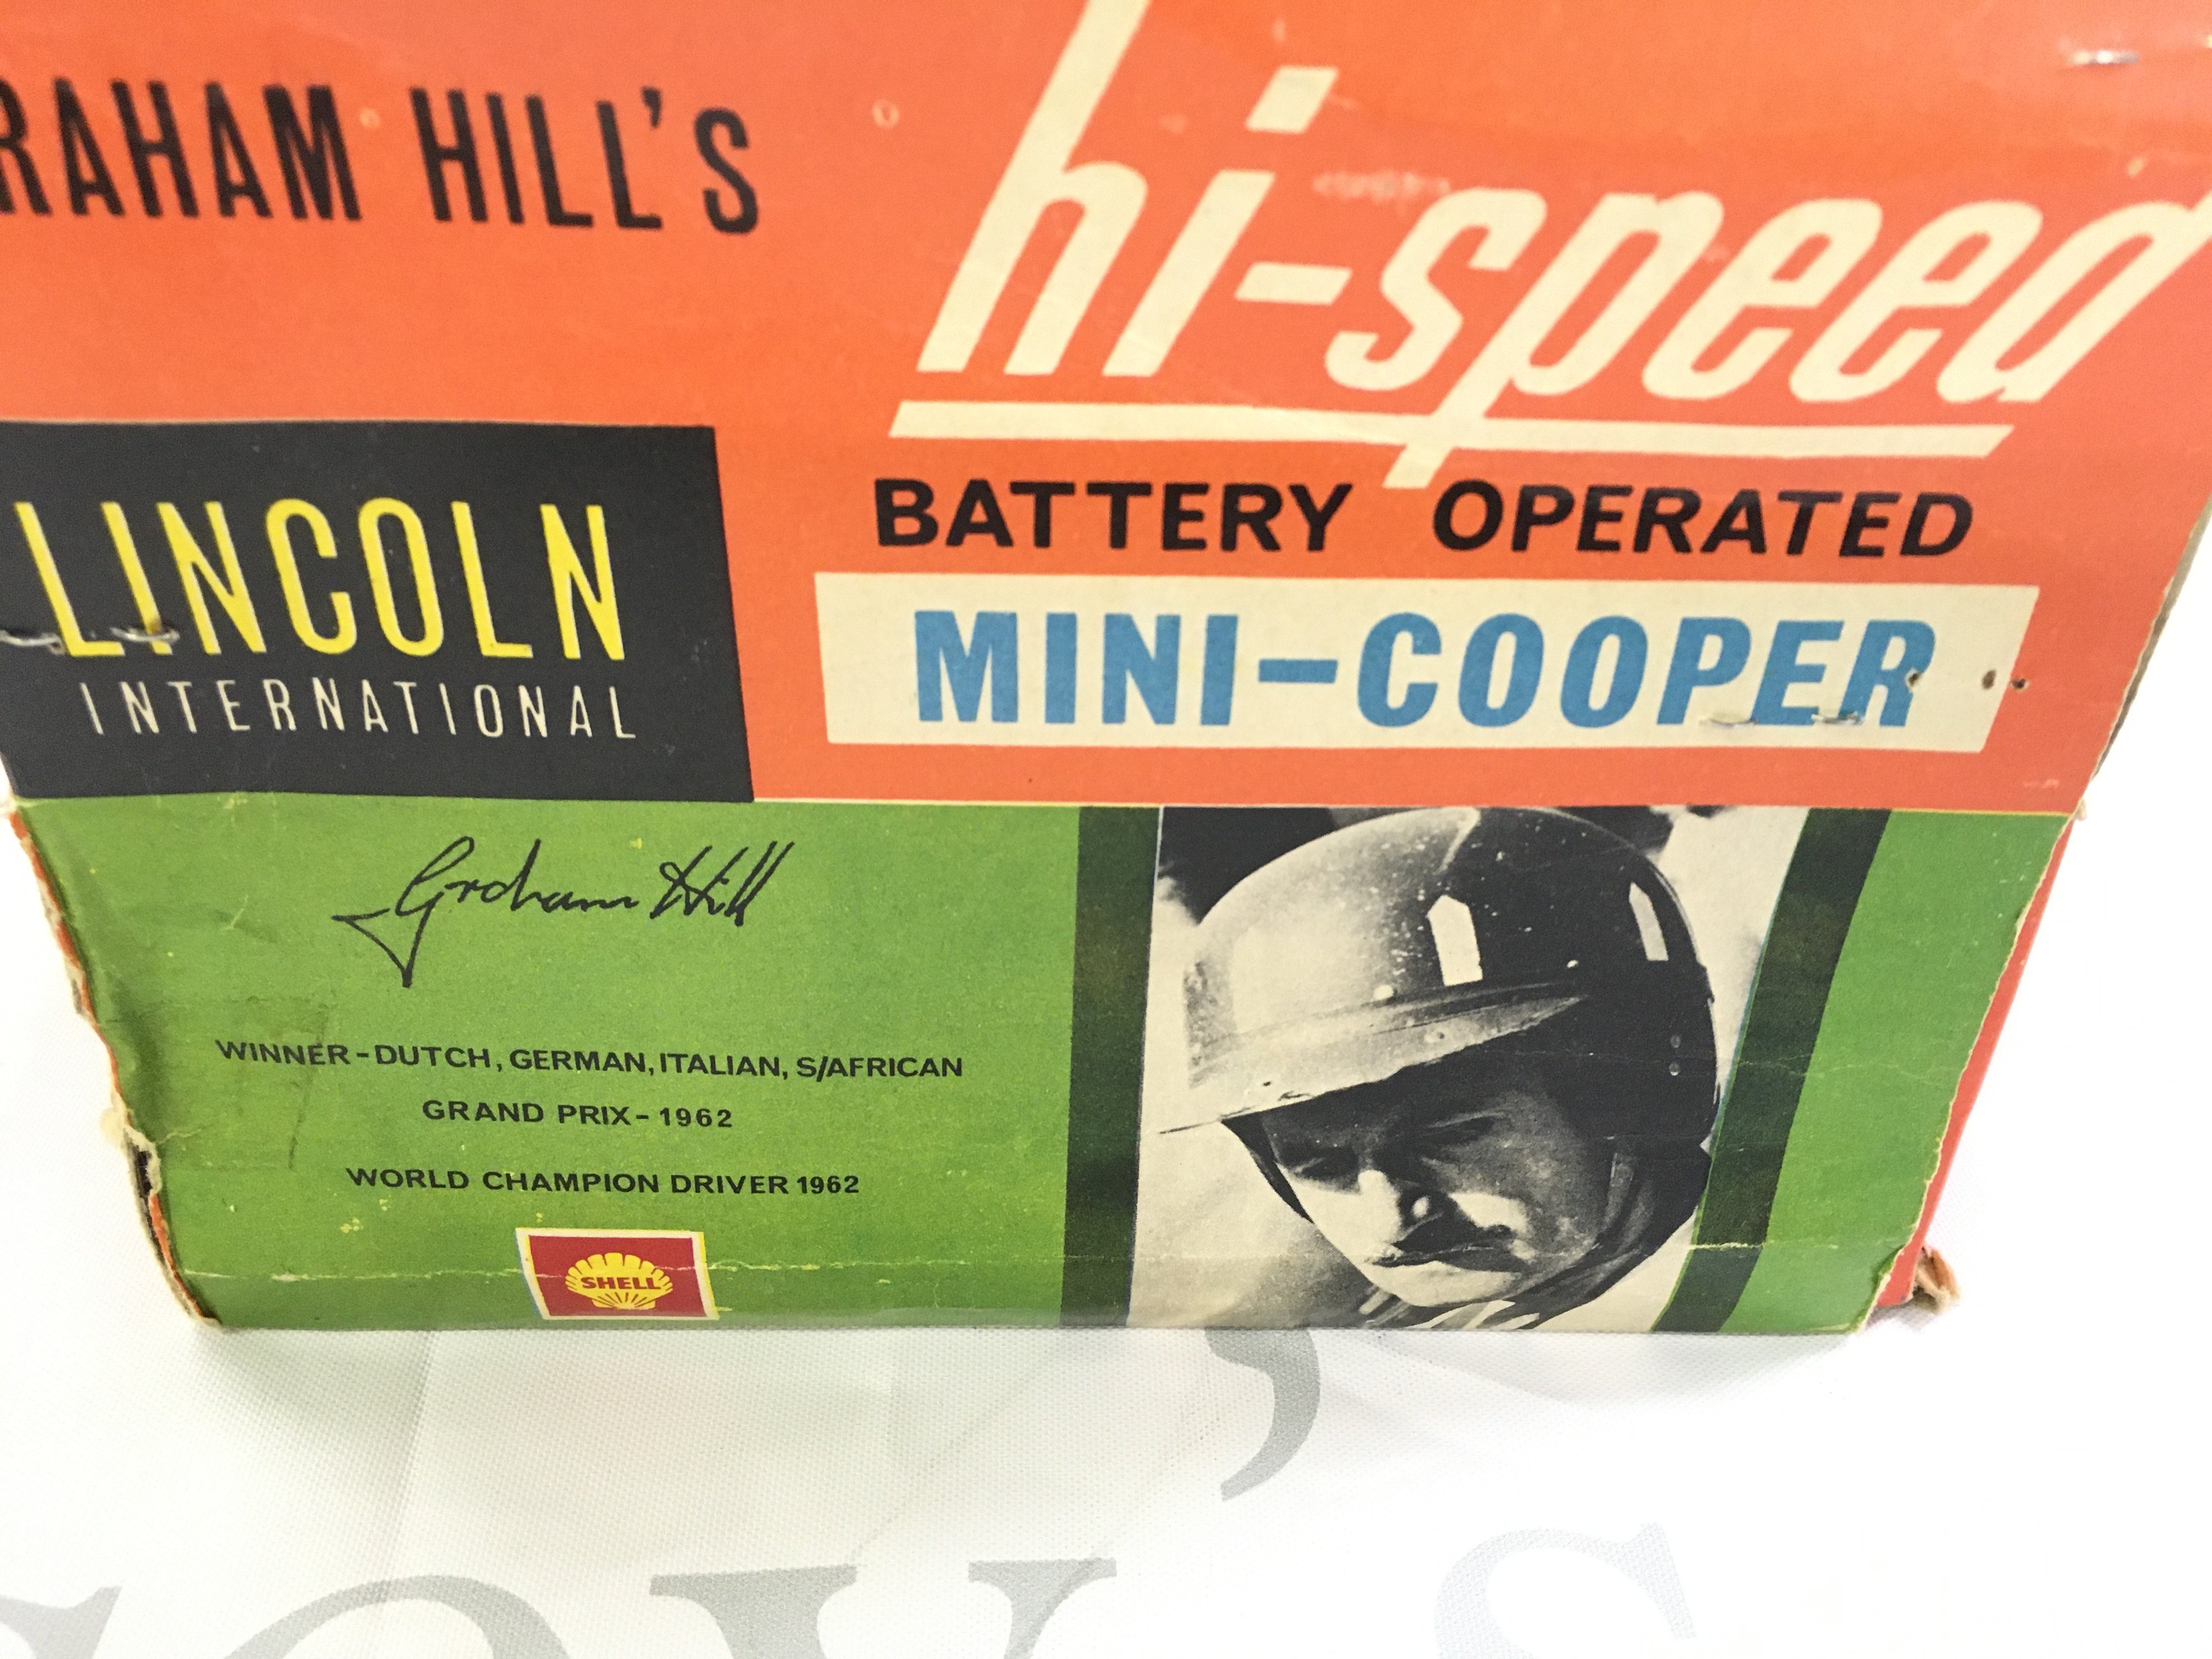 RAHAM HILL'S
hi-speed
BATTERY OPERATED
MINI-COOPER
LINCOLN
INTERNATIONAL
Graham Hill
WINNER-DUTCH, GERMAN, ITALIAN, S/AFRICAN
GRAND PRIX-1962
WORLD CHAMPION DRIVER 1962
SHELL